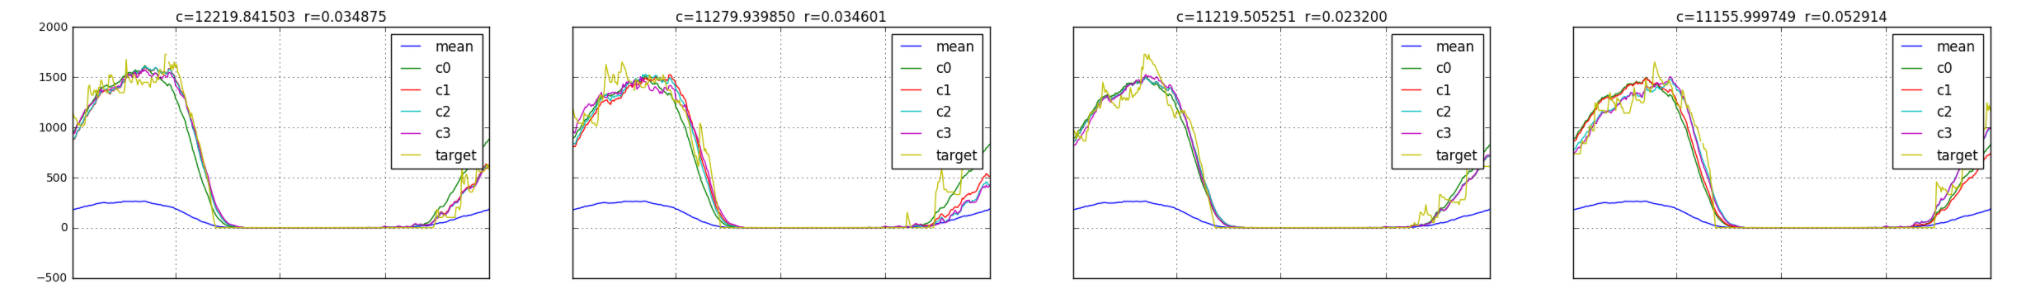 c=12219.841503 r=0.034875
2000
1500
1000
500
0
−500
mean
c0
c1
c2
c3
target
c=11279.939850 r=0.034601
mean
c0
c1
c2
c3
target
c=11219.505251 r=0.023200
mean
c0
c1
c2
c3
target
c=11155.999749 r=0.052914
mean
c0
c1
c2
c3
target